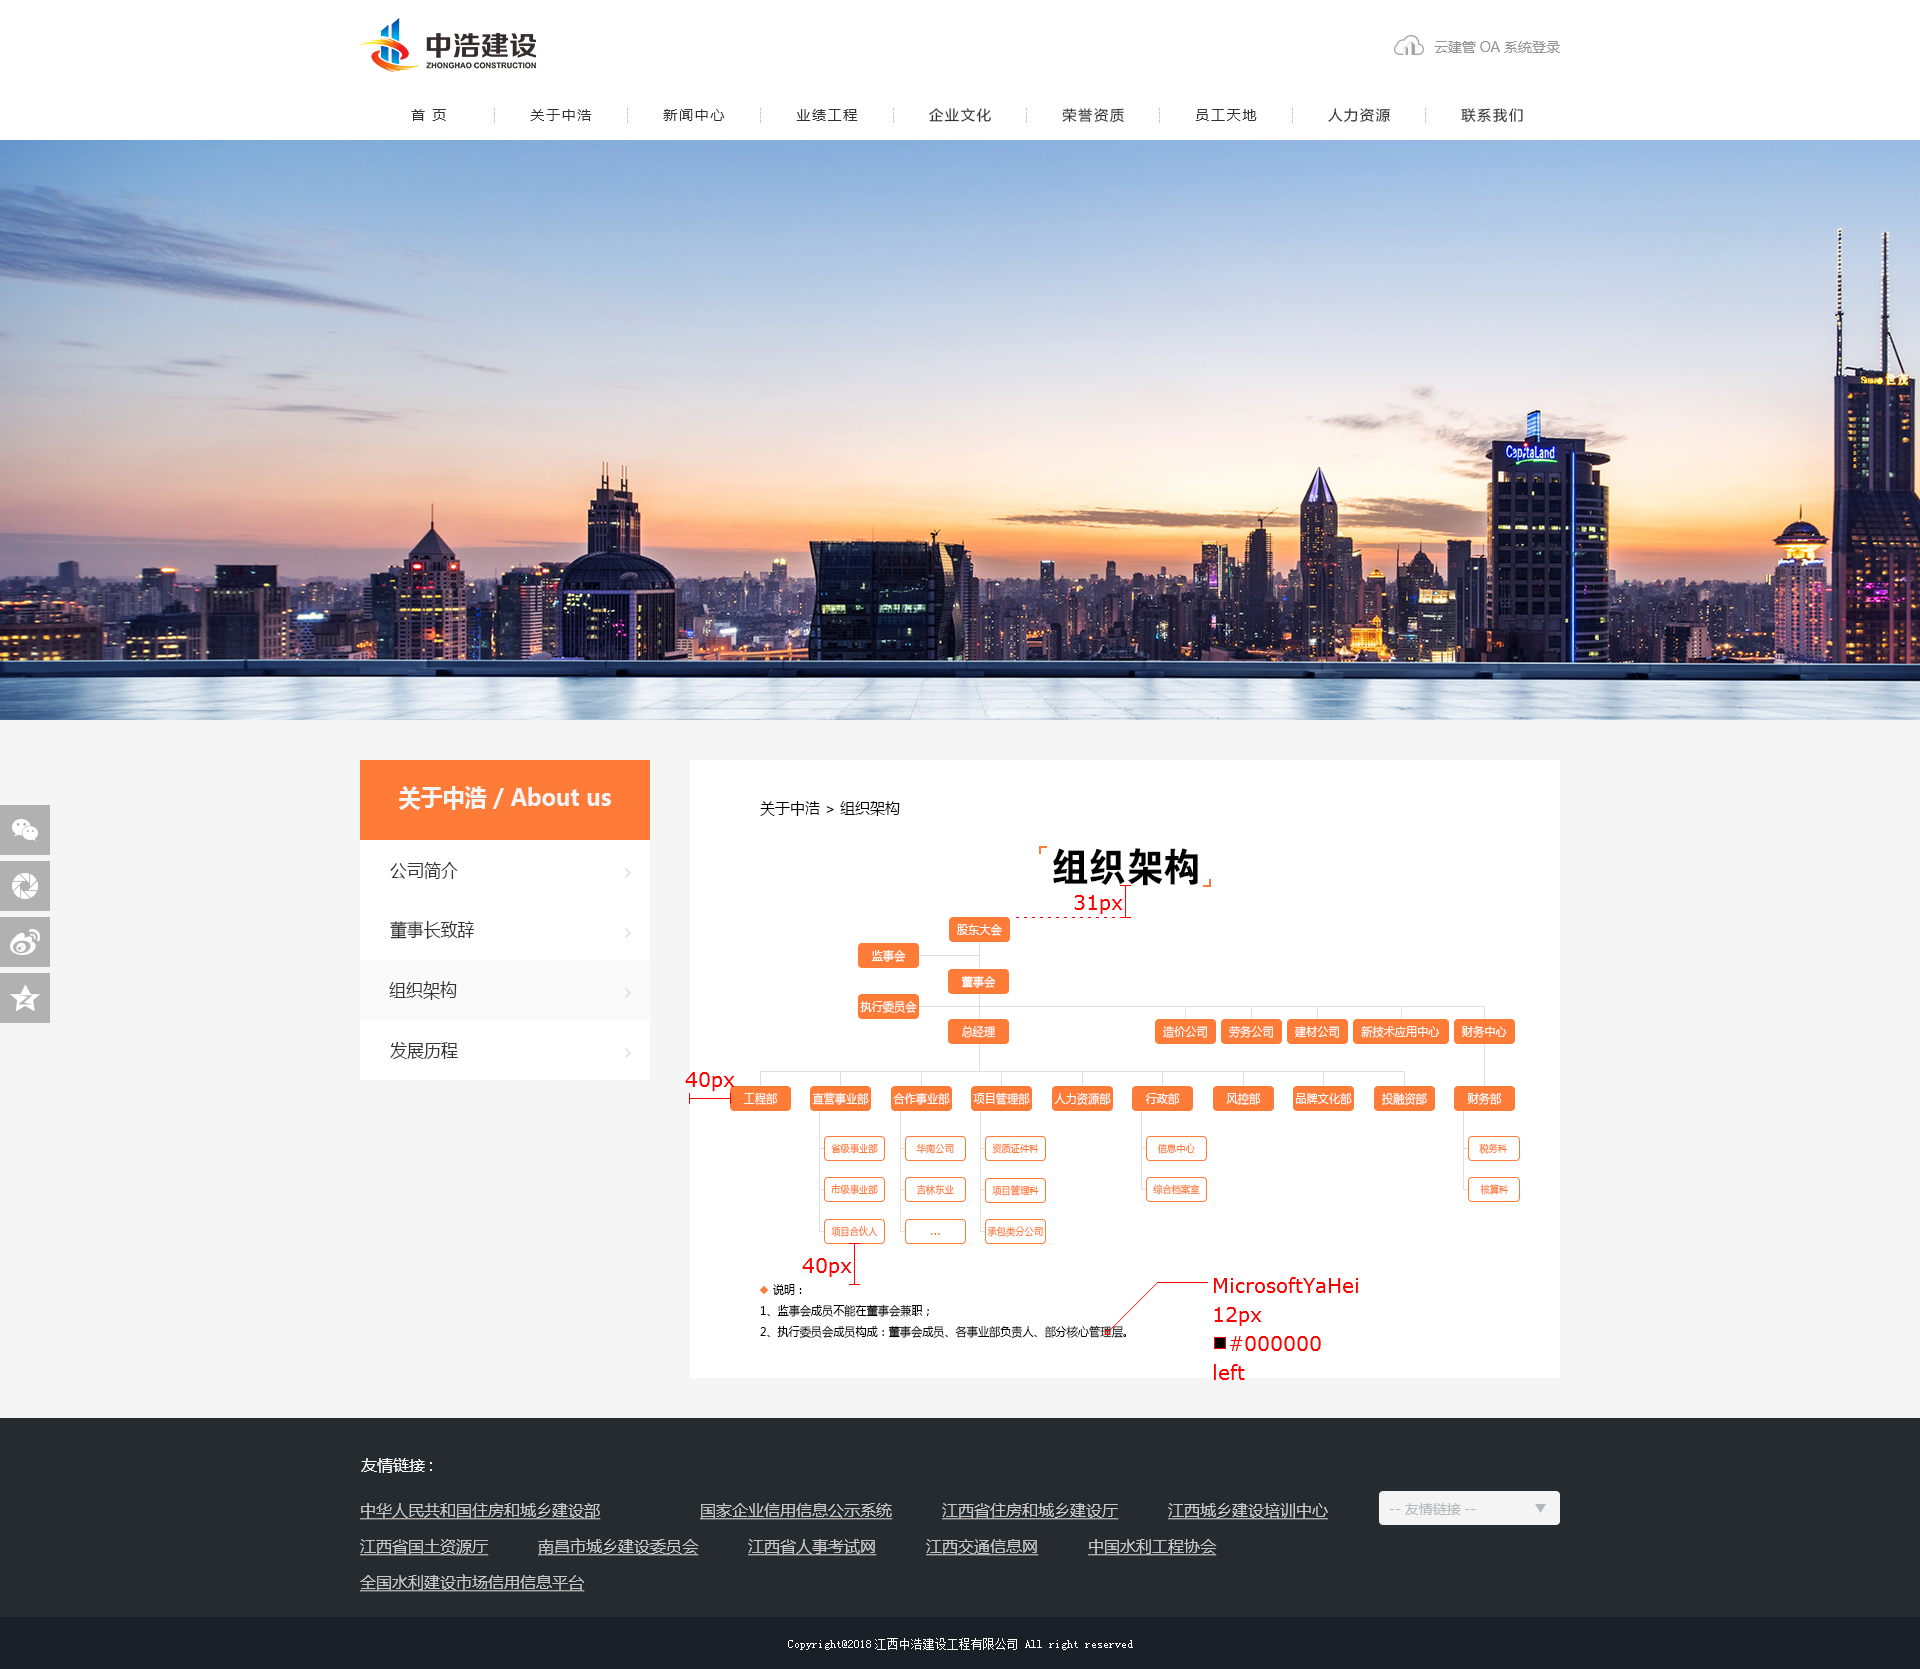 中浩建设
ZHONGHAO CONSTRUCTION
云建管 OA 系统登录
首 页
关于中浩
新闻中心
业绩工程
企业文化
荣誉资质
员工天地
人力资源
联系我们
世茂
CapitaLand
关于中浩 / About us
公司简介
董事长致辞
组织架构
发展历程
关于中浩 > 组织架构
「组织架构」
31px
股东大会
监事会
董事会
执行委员会
总经理
造价公司
劳务公司
建材公司
新技术应用中心
财务中心
40px
工程部
直营事业部
合作事业部
项目管理部
人力资源部
行政部
风控部
品牌文化部
投融资部
财务部
省级事业部
华南公司
资质证件科
信息中心
税务科
市级事业部
吉林东业
项目管理科
综合档案室
核算科
项目合伙人
...
承包类分公司
40px
◆ 说明：
1、监事会成员不能在董事会兼职；
2、执行委员会成员构成：董事会成员、各事业部负责人、部分核心管理层。
MicrosoftYaHei
12px
#000000
left
友情链接：
中华人民共和国住房和城乡建设部
国家企业信用信息公示系统
江西省住房和城乡建设厅
江西城乡建设培训中心
-- 友情链接 --
江西省国土资源厅
南昌市城乡建设委员会
江西省人事考试网
江西交通信息网
中国水利工程协会
全国水利建设市场信用信息平台
Copyright@2018 江西中浩建设工程有限公司 All right reserved